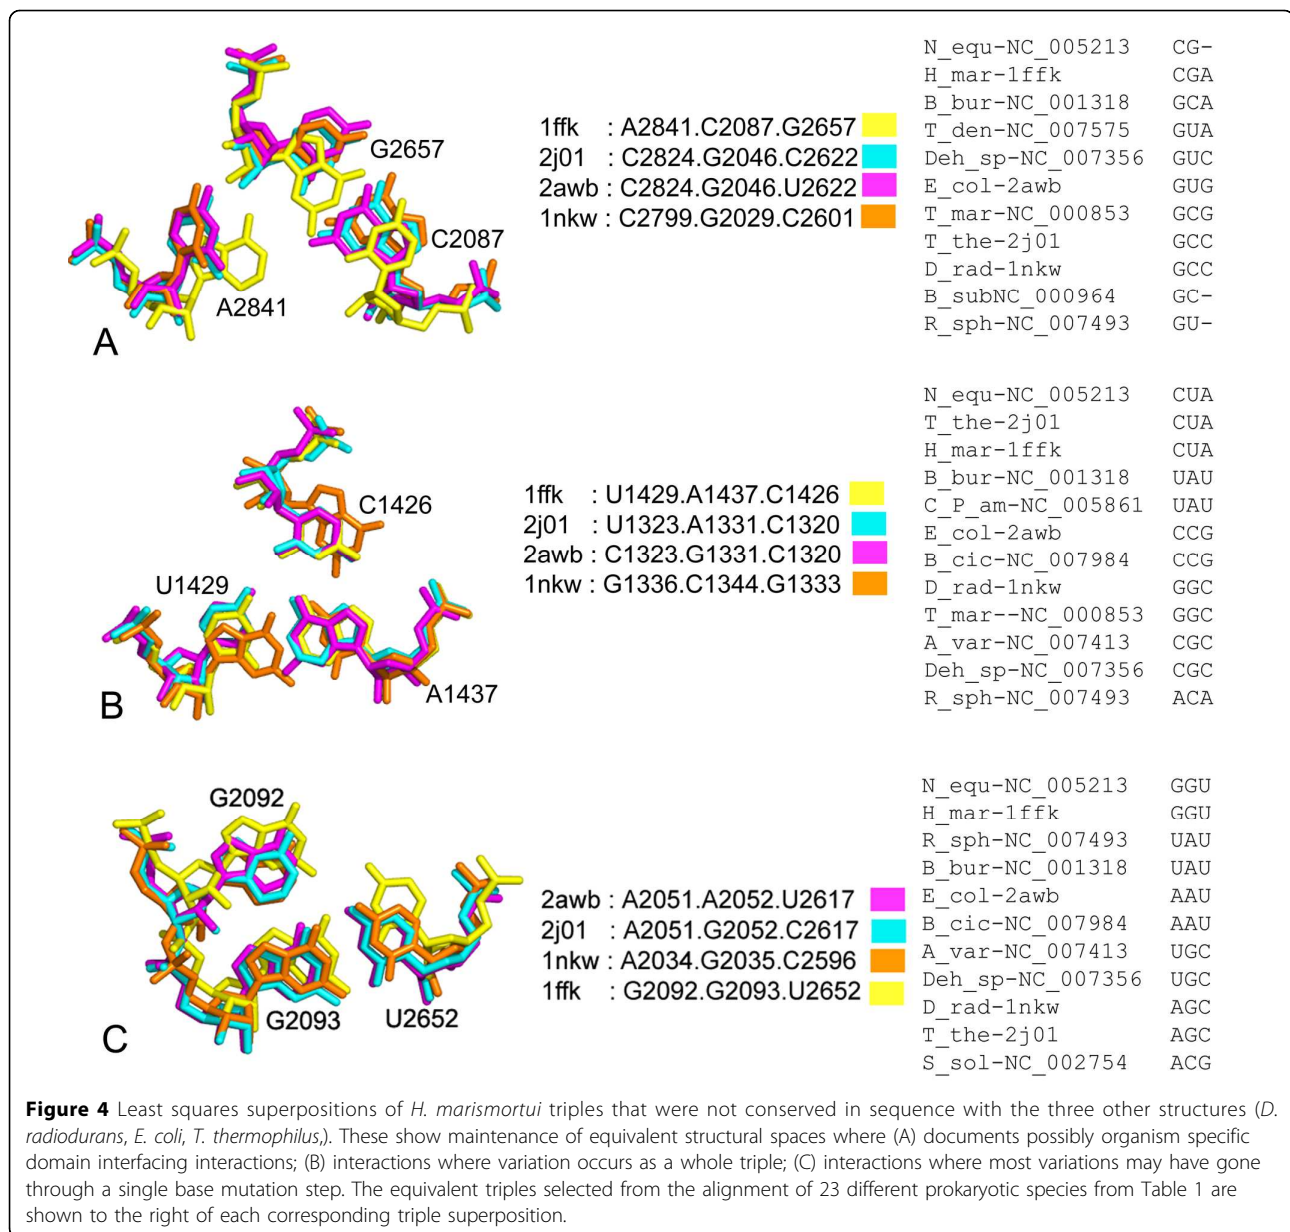 N_equ-NC_005213 CG-
H_mar-1ffk CGA
B_bur-NC_001318 GCA
T_den-NC_007575 GUA
Deh_sp-NC_007356 GUC
E_col-2awb GUG
T_mar-NC_000853 GCG
T_the-2j01 GCC
D_rad-1nkw GCC
B_subNC_000964 GC-
R_sph-NC_007493 GU-
G2657
C2087
A2841
A
1ffk : A2841.C2087.G2657
2j01 : C2824.G2046.C2622
2awb : C2824.G2046.U2622
1nkw : C2799.G2029.C2601
N_equ-NC_005213 CUA
T_the-2j01 CUA
H_mar-1ffk CUA
B_bur-NC_001318 UAU
C_P_am-NC_005861 UAU
E_col-2awb CCG
B_cic-NC_007984 CCG
D_rad-1nkw GGC
T_mar--NC_000853 GGC
A_var-NC_007413 CGC
Deh_sp-NC_007356 CGC
R_sph-NC_007493 ACA
C1426
U1429
A1437
B
1ffk : U1429.A1437.C1426
2j01 : U1323.A1331.C1320
2awb : C1323.G1331.C1320
1nkw : G1336.C1344.G1333
N_equ-NC_005213 GGU
H_mar-1ffk GGU
R_sph-NC_007493 UAU
B_bur-NC_001318 UAU
E_col-2awb AAU
B_cic-NC_007984 AAU
A_var-NC_007413 UGC
Deh_sp-NC_007356 UGC
D_rad-1nkw AGC
T_the-2j01 AGC
S_sol-NC_002754 ACG
G2092
G2093
U2652
C
2awb : A2051.A2052.U2617
2j01 : A2051.G2052.C2617
1nkw : A2034.G2035.C2596
1ffk : G2092.G2093.U2652
Figure 4 Least squares superpositions of H. marismortui triples that were not conserved in sequence with the three other structures (D.
radiodurans, E. coli, T. thermophilus,). These show maintenance of equivalent structural spaces where (A) documents possibly organism specific
domain interfacing interactions; (B) interactions where variation occurs as a whole triple; (C) interactions where most variations may have gone
through a single base mutation step. The equivalent triples selected from the alignment of 23 different prokaryotic species from Table 1 are
shown to the right of each corresponding triple superposition.